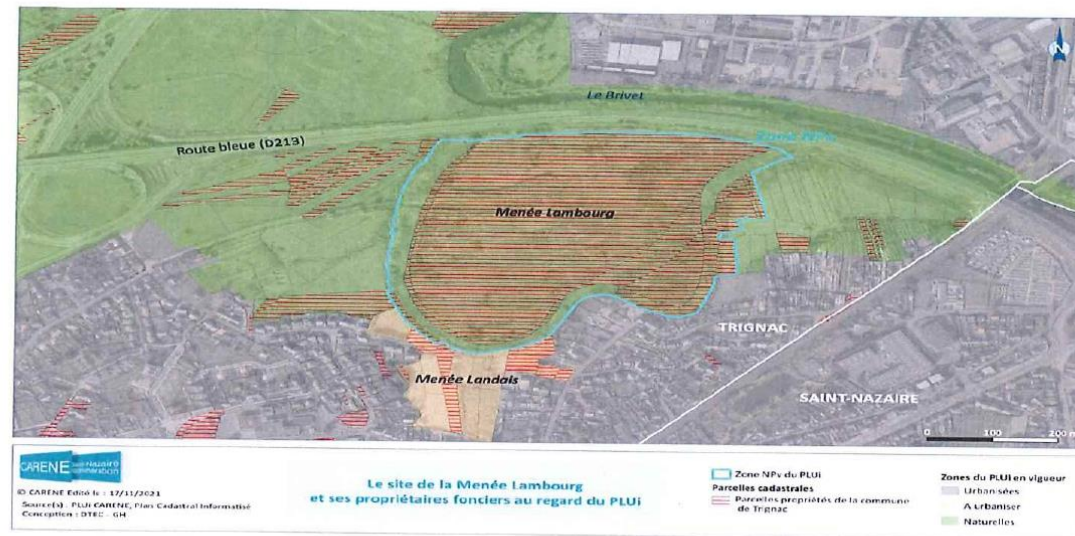 N
Le Brivet
Route bleue (D213)
Zone NPv
Menée Lambourg
TRIGNAC
Menée Landais
SAINT-NAZAIRE
0 100 200 m
CARENE saint-nazaire
agglomération
© CARENE Edité le : 17/11/2021
Source(s) : PLUi CARENE, Plan Cadastral Informatisé
Conception : DTEC - GH
Le site de la Menée Lambourg
et ses propriétaires fonciers au regard du PLUi
Zone NPv du PLUi
Parcelles cadastrales
Parcelles propriétés de la commune
de Trignac
Zones du PLUI en vigueur
Urbanisées
A urbaniser
Naturelles